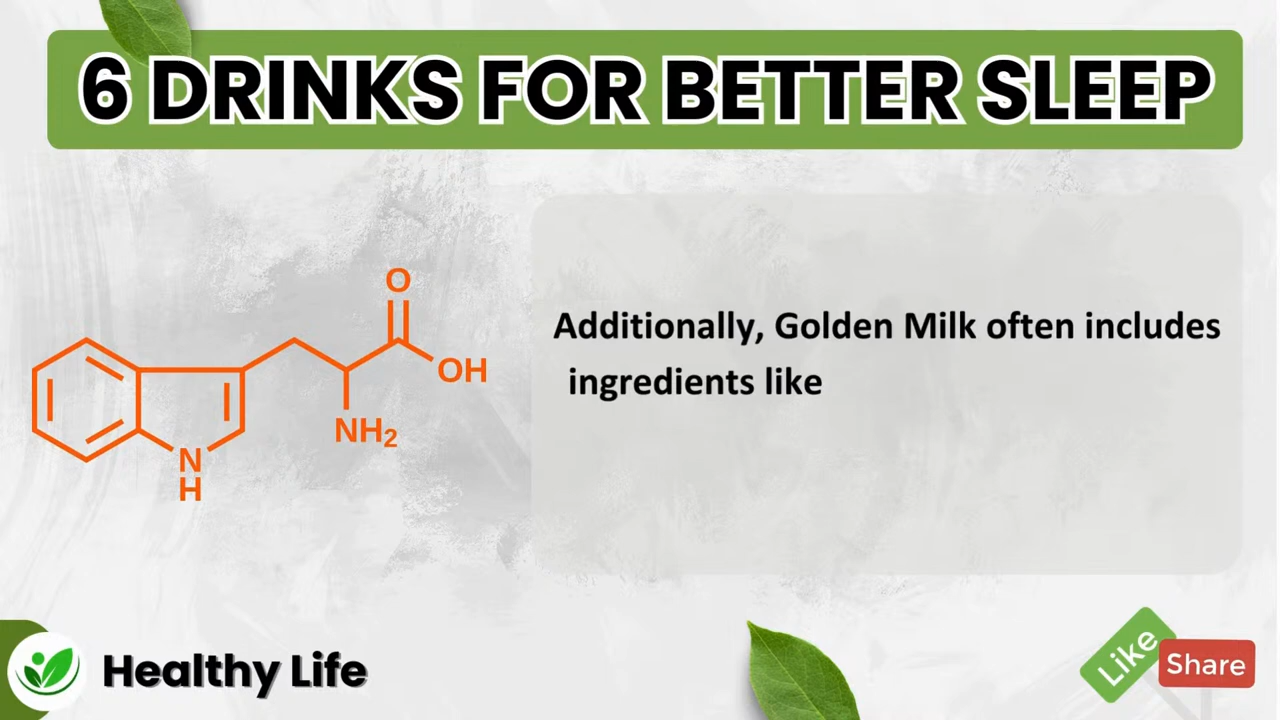 6 DRINKS FOR BETTER SLEEP
O
OH
NH₂
N
H
Additionally, Golden Milk often includes
ingredients like
Healthy Life
Like
Share